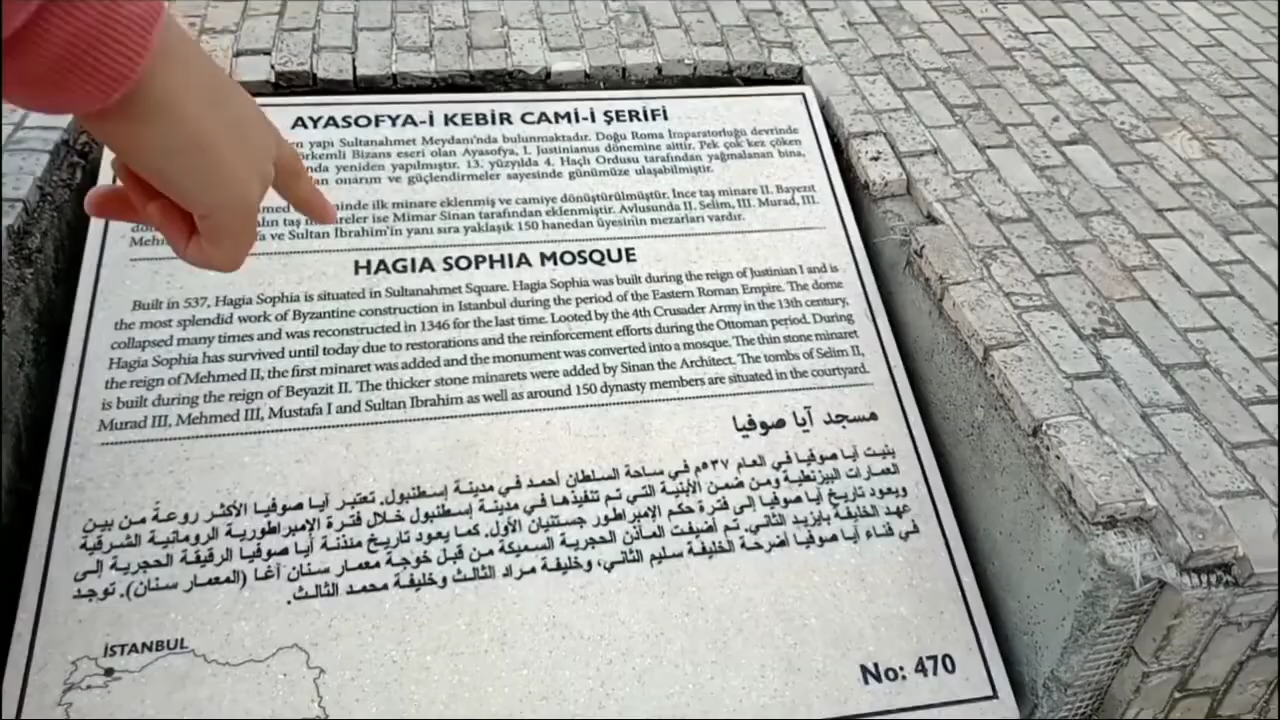 AYASOFYA-İ KEBİR CAMİ-İ ŞERİFİ
yapı Sultanahmet Meydanı'nda bulunmaktadır. Doğu Roma İmparatorluğu devrinde
Bizans eseri olan Ayasofya, I. Justinianus dönemine aittir. Pek çok kez çöken
yeniden yapılmıştır. 13. yüzyılda 4. Haçlı Ordusu tarafından yağmalanan bina,
onarım ve güçlendirmeler sayesinde günümüze ulaşabilmiştir.
ilk minare eklenmiş ve camiye dönüştürülmüştür. İnce taş minare II. Bayezit
taş ise Mimar Sinan tarafından eklenmiştir. Avlusunda II. Selim, III. Murad, III.
ve Sultan İbrahim'in yanı sıra yaklaşık 150 hanedan üyesinin mezarları vardır.
HAGIA SOPHIA MOSQUE
Built in 537, Hagia Sophia is situated in Sultanahmet Square. Hagia Sophia was built during the reign of Justinian I and is
the most splendid work of Byzantine construction in Istanbul during the period of the Eastern Roman Empire. The dome
collapsed many times and was reconstructed in 1346 for the last time. Looted by the 4th Crusader Army in the 13th century,
Hagia Sophia has survived until today due to restorations and the reinforcement efforts during the Ottoman period. During
the reign of Mehmed II, the first minaret was added and the monument was converted into a mosque. The thin stone minaret
is built during the reign of Beyazit II. The thicker stone minarets were added by Sinan the Architect. The tombs of Selim II,
Murad III, Mehmed III, Mustafa I and Sultan Ibrahim as well as around 150 dynasty members are situated in the courtyard.
مسجد آيا صوفيا
بنيت آيا صوفيا في العام ٥٣٧م في ساحة السلطان أحمد في مدينة إسطنبول. تعتبر آيا صوفيا الأكثر روعةً من بين
العمارات البيزنطية ومن ضمن الأبنية التي تم تنفيذها في مدينة إسطنبول خلال فترة الإمبراطورية الرومانية الشرقية
ويعود تاريخ آيا صوفيا إلى فترة حكم الإمبراطور جستنيان الأول. كما يعود تاريخ مئذنة آيا صوفيا الرقيقة الحجرية إلى
عهد الخليفة بايزيد الثاني. تم أضيفت المآذن الحجرية السميكة من قبل خوجة معمار سنان آغا (المعمار سنان). توجد
في فناء آيا صوفيا أضرحة الخليفة سليم الثاني، وخليفة مراد الثالث وخليفة محمد الثالث.
İSTANBUL
No: 470